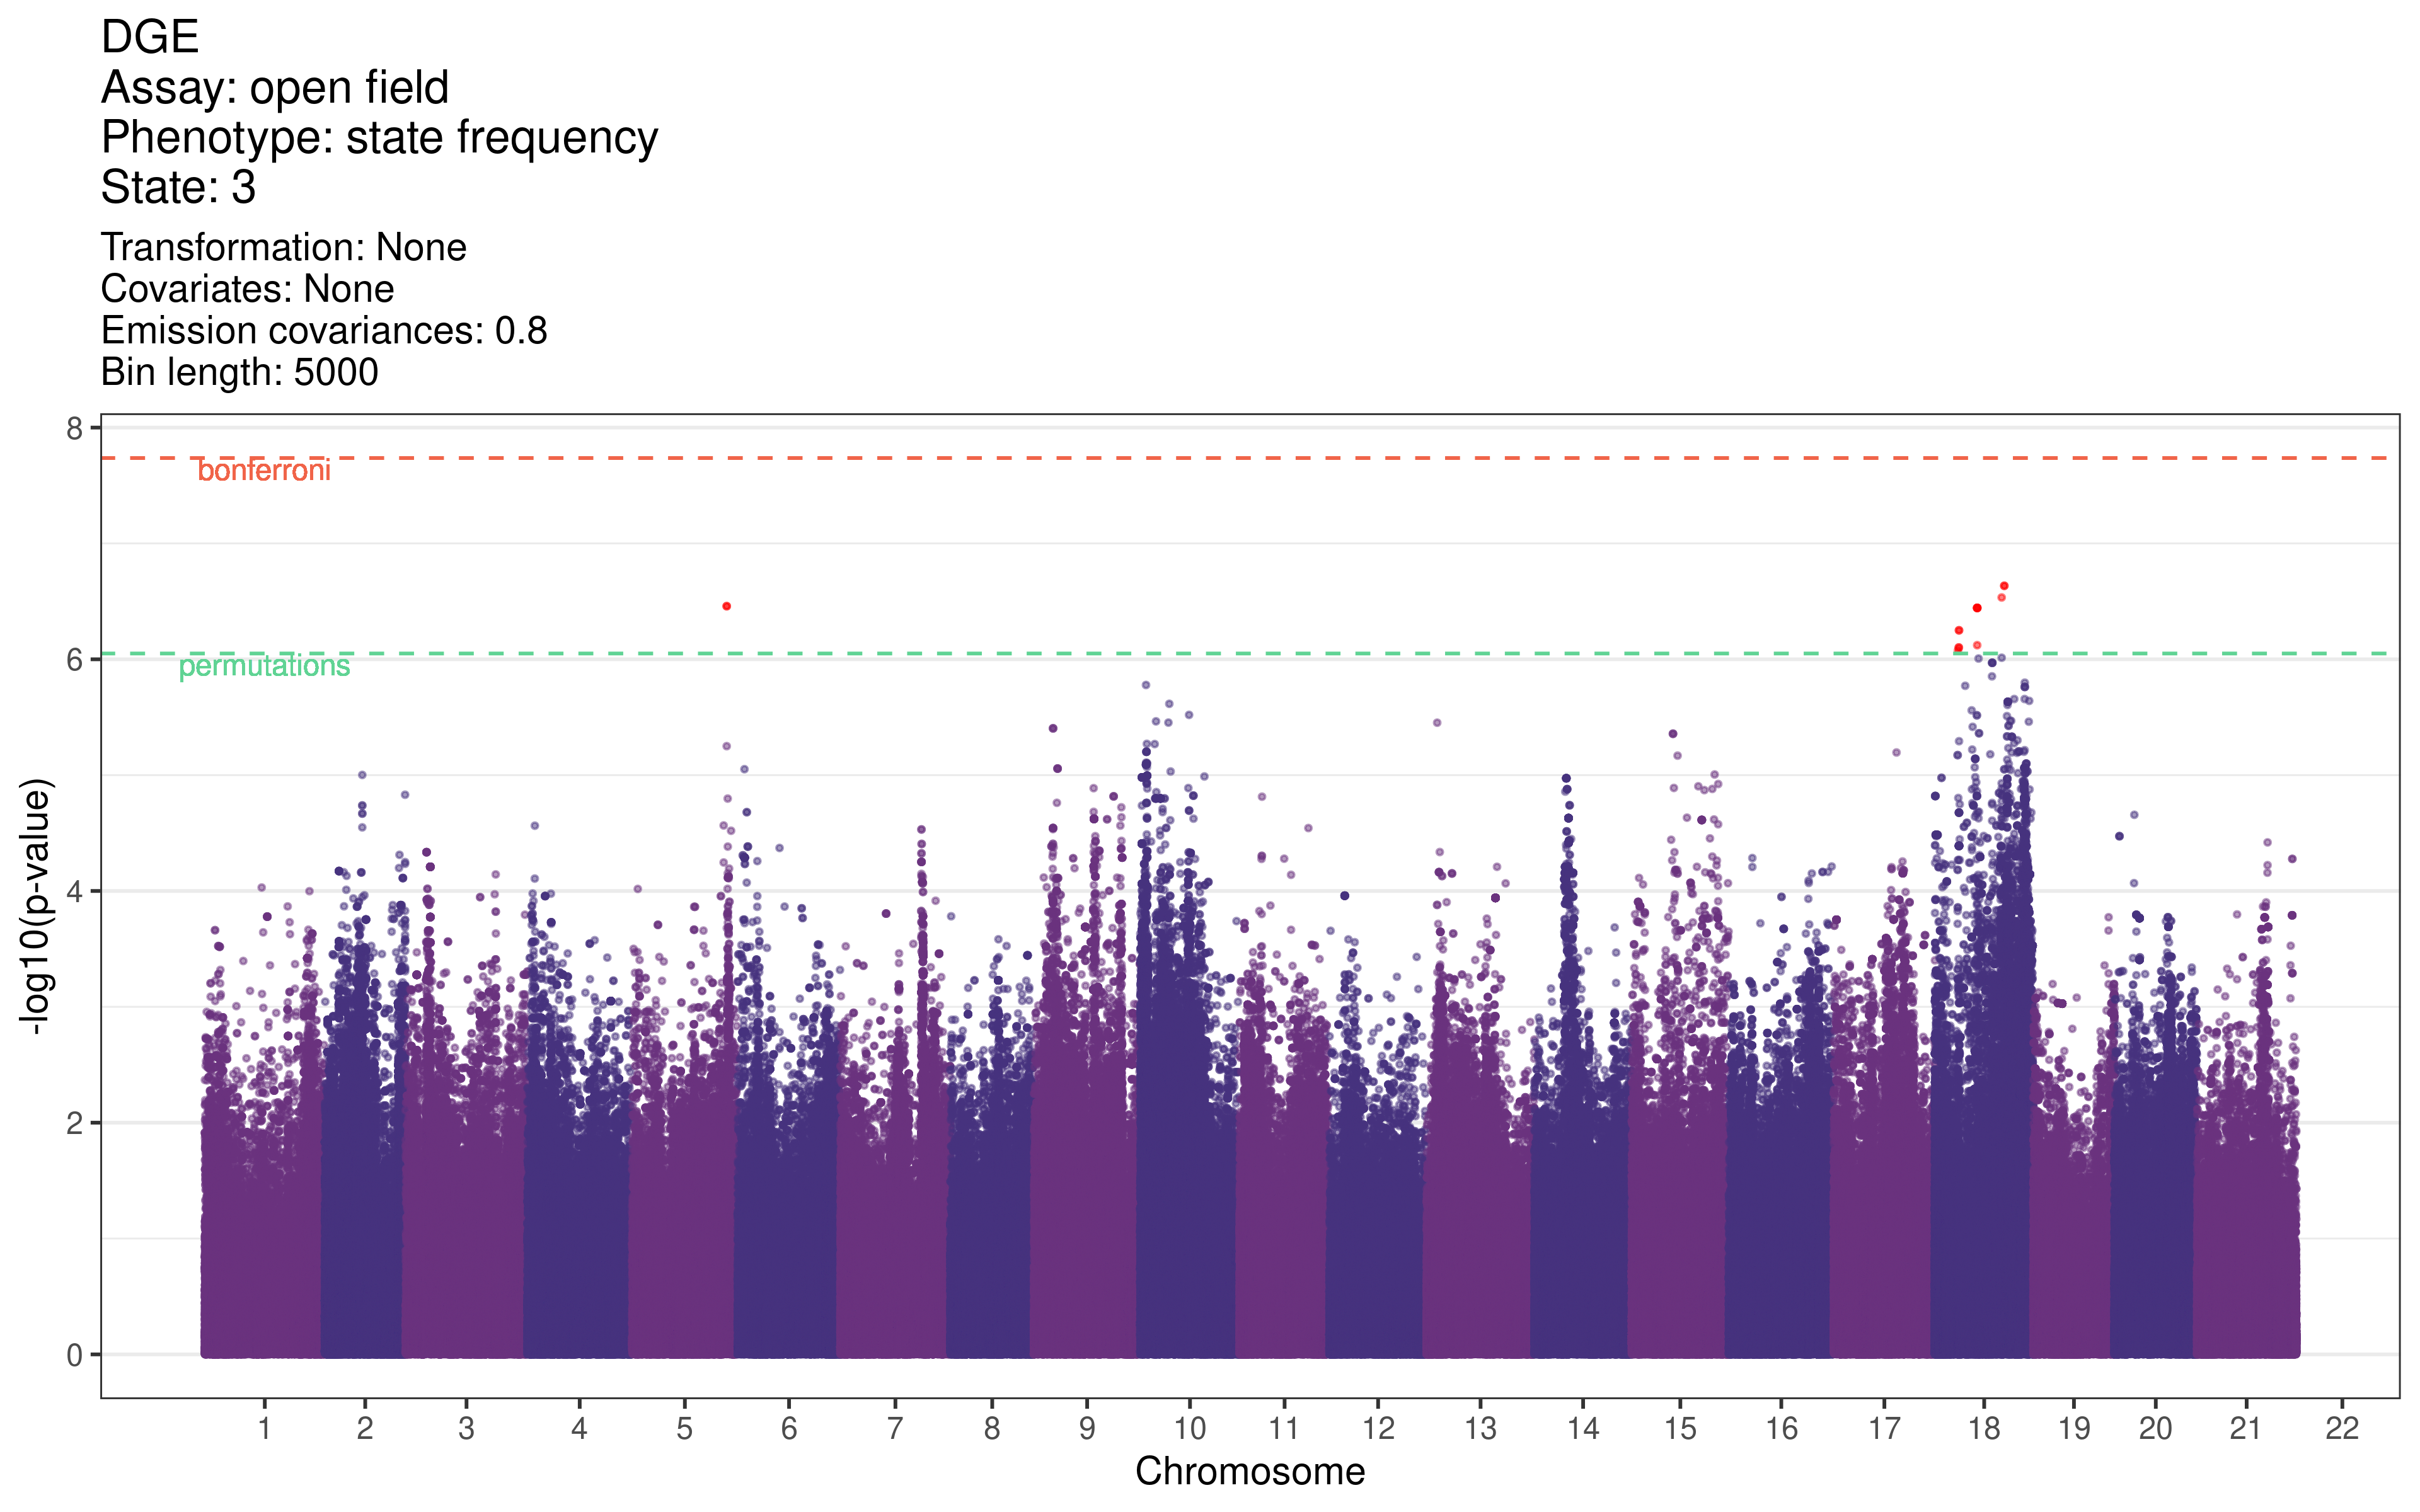 DGE
Assay: open field
Phenotype: state frequency
State: 3
Transformation: None
Covariates: None
Emission covariances: 0.8
Bin length: 5000
8
bonferroni
6
permutations
4
2
0
-log10(p-value)
1 2 3 4 5 6 7 8 9 10 11 12 13 14 15 16 17 18 19 20 21 22
Chromosome